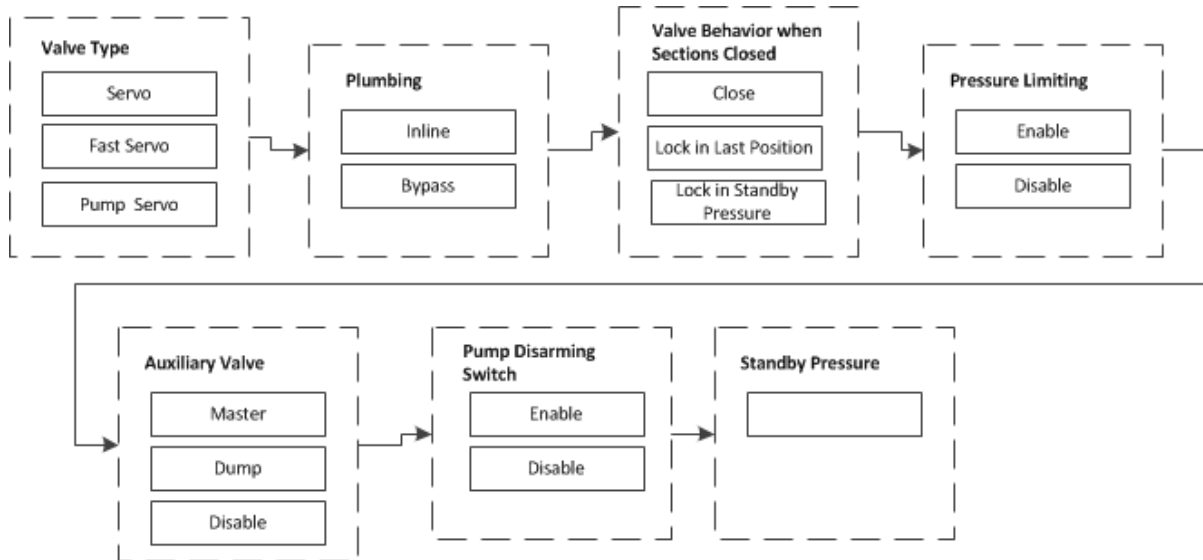 Valve Type
Servo
Fast Servo
Pump Servo
Plumbing
Inline
Bypass
Valve Behavior when
Sections Closed
Close
Lock in Last Position
Lock in Standby
Pressure
Pressure Limiting
Enable
Disable
Auxiliary Valve
Master
Dump
Disable
Pump Disarming
Switch
Enable
Disable
Standby Pressure